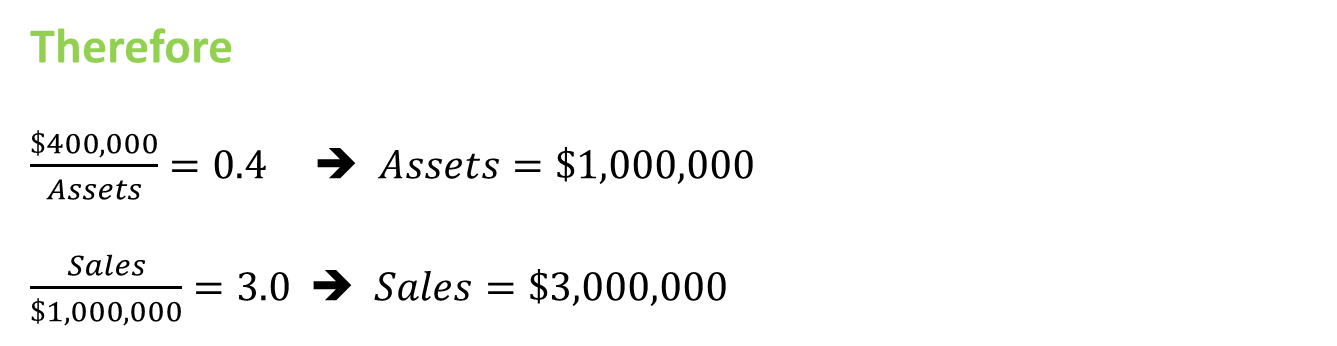 Therefore
$400,000/Assets = 0.4 ➔ Assets = $1,000,000
Sales/$1,000,000 = 3.0 ➔ Sales = $3,000,000